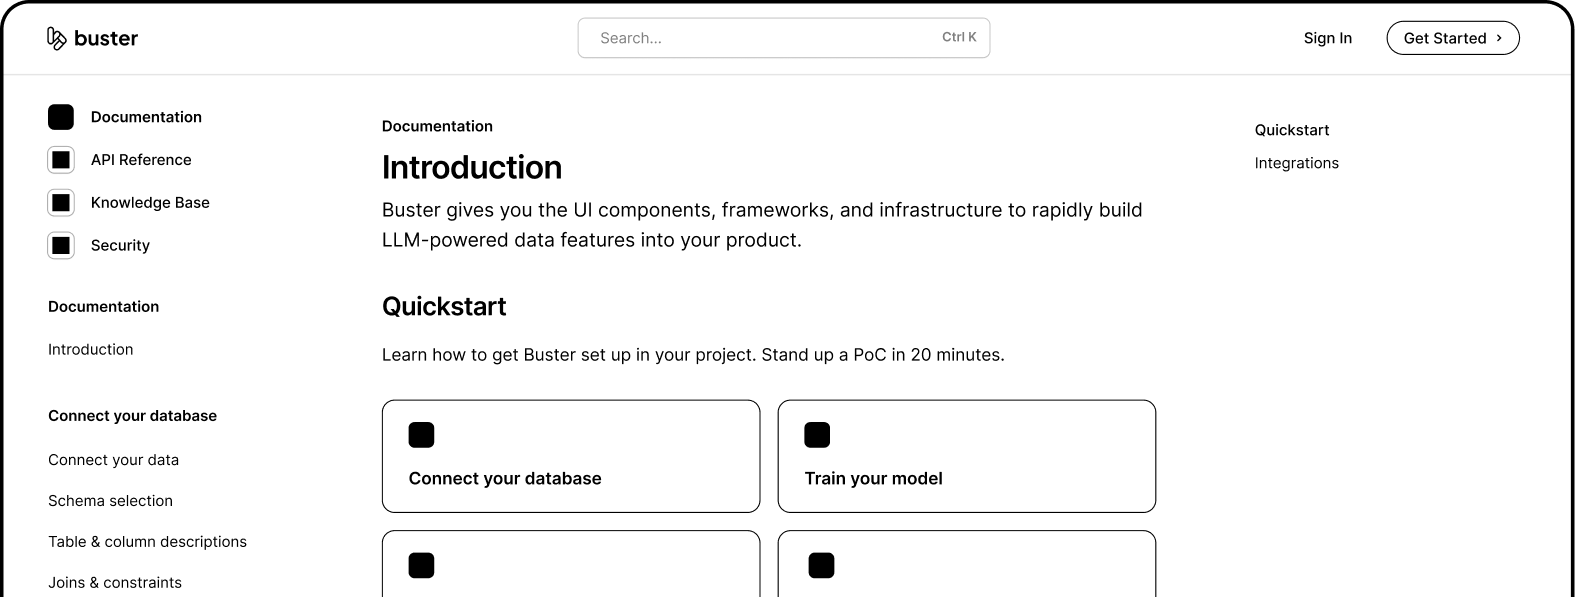 buster
Search...
Ctrl K
Sign In
Get Started
Documentation
API Reference
Knowledge Base
Security
Documentation
Introduction
Connect your database
Connect your data
Schema selection
Table & column descriptions
Joins & constraints
Documentation
Introduction
Buster gives you the UI components, frameworks, and infrastructure to rapidly build
LLM-powered data features into your product.
Quickstart
Learn how to get Buster set up in your project. Stand up a PoC in 20 minutes.
Connect your database
Train your model
Quickstart
Integrations